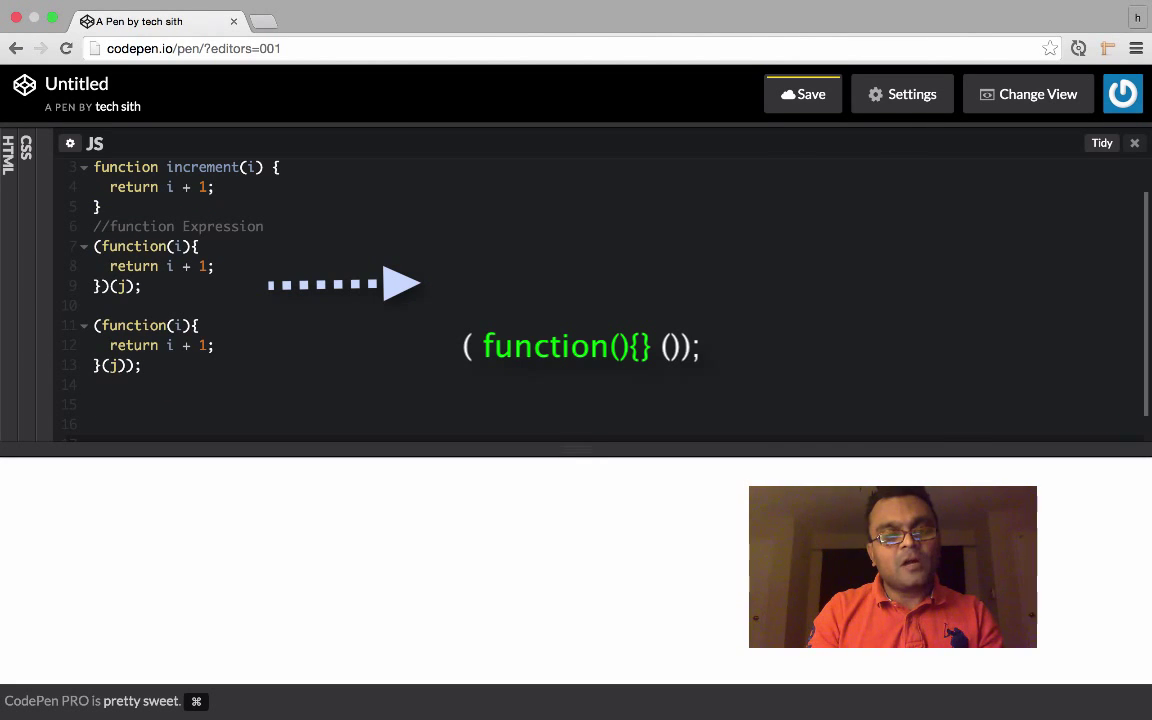 A Pen by tech sith
h
codepen.io/pen/?editors=001
Untitled
A PEN BY tech sith
Save
Settings
Change View
HTML
CSS
JS
Tidy
3 function increment(i) {
4 return i + 1;
5 }
6 //function Expression
7 (function(i){
8 return i + 1;
9 })(j);
10
11 (function(i){
12 return i + 1;
13 }(j));
14
15
16
17
( function(){} ());
CodePen PRO is pretty sweet. ⌘